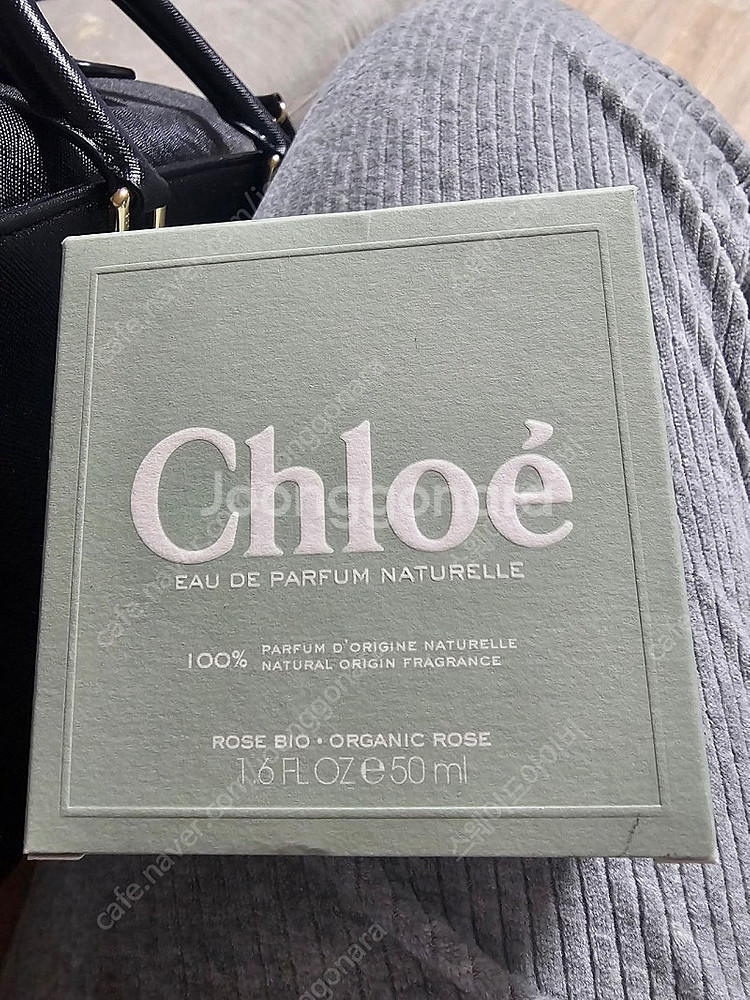 Chloé
Joonggonara
EAU DE PARFUM NATURELLE
100% PARFUM D'ORIGINE NATURELLE
NATURAL ORIGIN FRAGRANCE
ROSE BIO • ORGANIC ROSE
1.6 FL OZ ℮ 50 ml